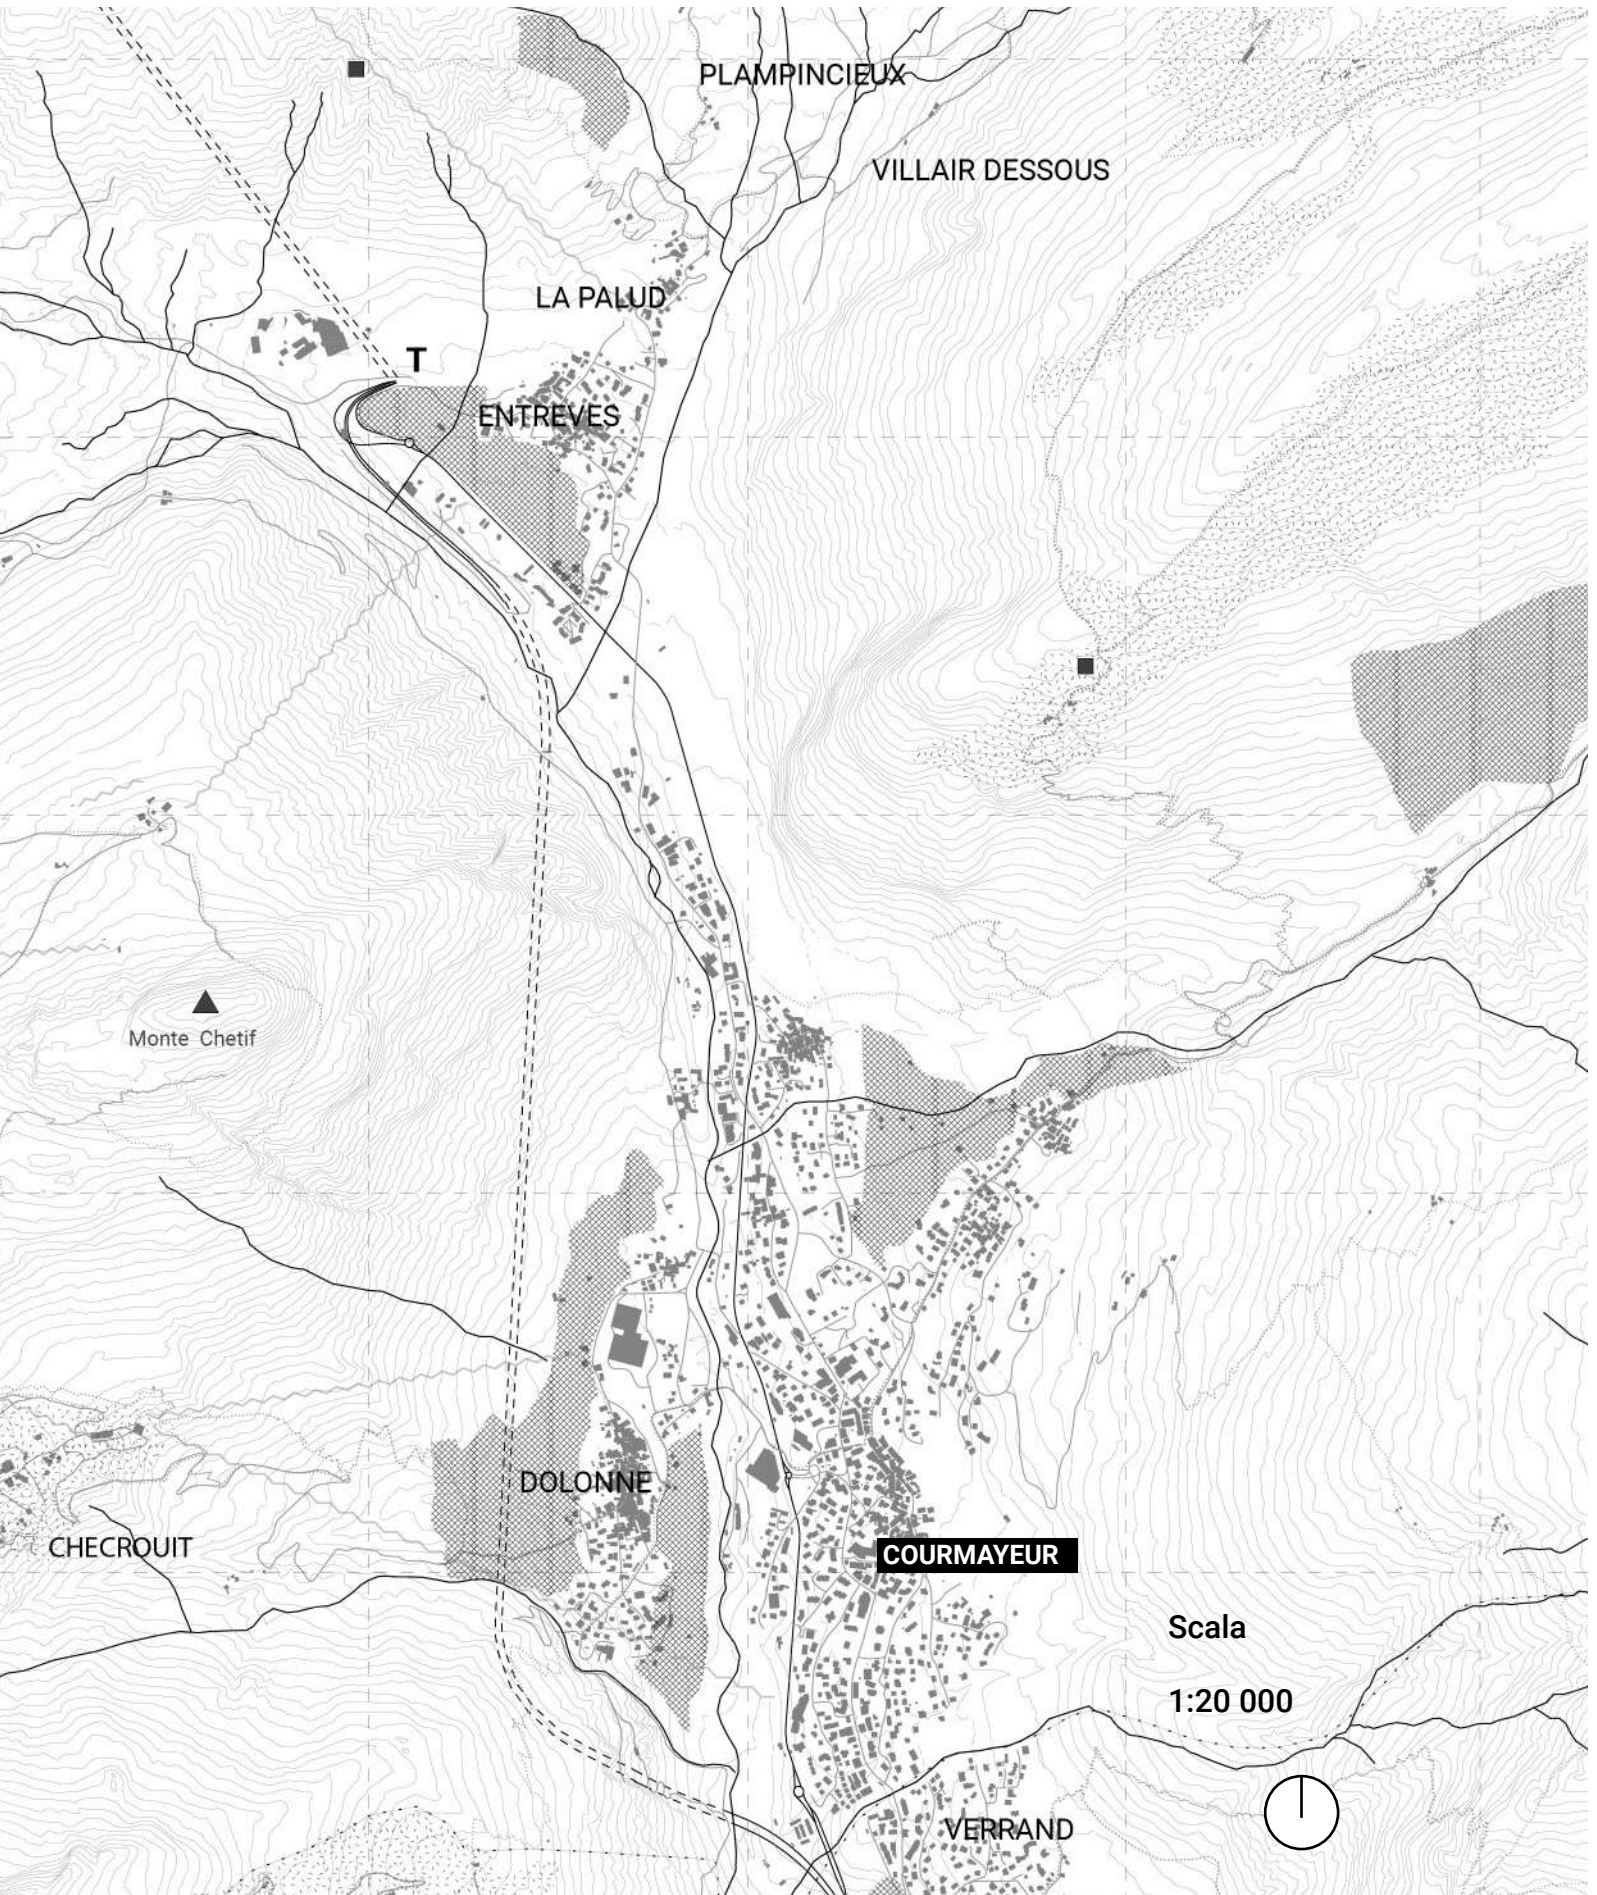 PLAMPINCIEUX
VILLAIR DESSOUS
LA PALUD
T
ENTREVES
Monte Chetif
DOLONNE
CHECROUIT
COURMAYEUR
Scala
1:20 000
VERRAND